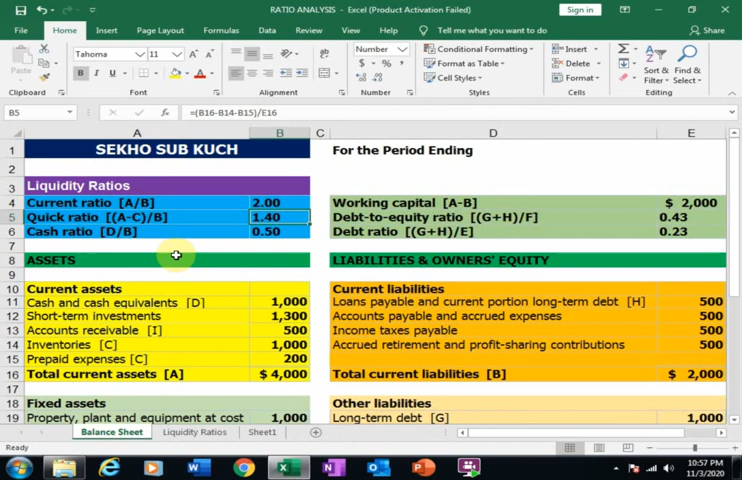 RATIO ANALYSIS - Excel (Product Activation Failed)
Sign in
File Home Insert Page Layout Formulas Data Review View Help Tell me what you want to do Share
Paste
Tahoma 11
B I U
Number
$ % ,
Conditional Formatting
Format as Table
Cell Styles
Insert
Delete
Format
Sort & Filter
Find & Select
Clipboard Font Alignment Number Styles Cells Editing
B5 fx =(B16-B14-B15)/E16
A B C D E
1 SEKHO SUB KUCH For the Period Ending
2
3 Liquidity Ratios
4 Current ratio [A/B] 2.00 Working capital [A-B] $ 2,000
5 Quick ratio [(A-C)/B] 1.40 Debt-to-equity ratio [(G+H)/F] 0.43
6 Cash ratio [D/B] 0.50 Debt ratio [(G+H)/E] 0.23
7
8 ASSETS LIABILITIES & OWNERS' EQUITY
9
10 Current assets Current liabilities
11 Cash and cash equivalents [D] 1,000 Loans payable and current portion long-term debt [H] 500
12 Short-term investments 1,300 Accounts payable and accrued expenses 500
13 Accounts receivable [I] 500 Income taxes payable 500
14 Inventories [C] 1,000 Accrued retirement and profit-sharing contributions 500
15 Prepaid expenses [C] 200
16 Total current assets [A] $ 4,000 Total current liabilities [B] $ 2,000
17
18 Fixed assets Other liabilities
19 Property, plant and equipment at cost 1,000 Long-term debt [G] 1,000
Balance Sheet Liquidity Ratios Sheet1
Ready
10:57 PM
11/3/2020